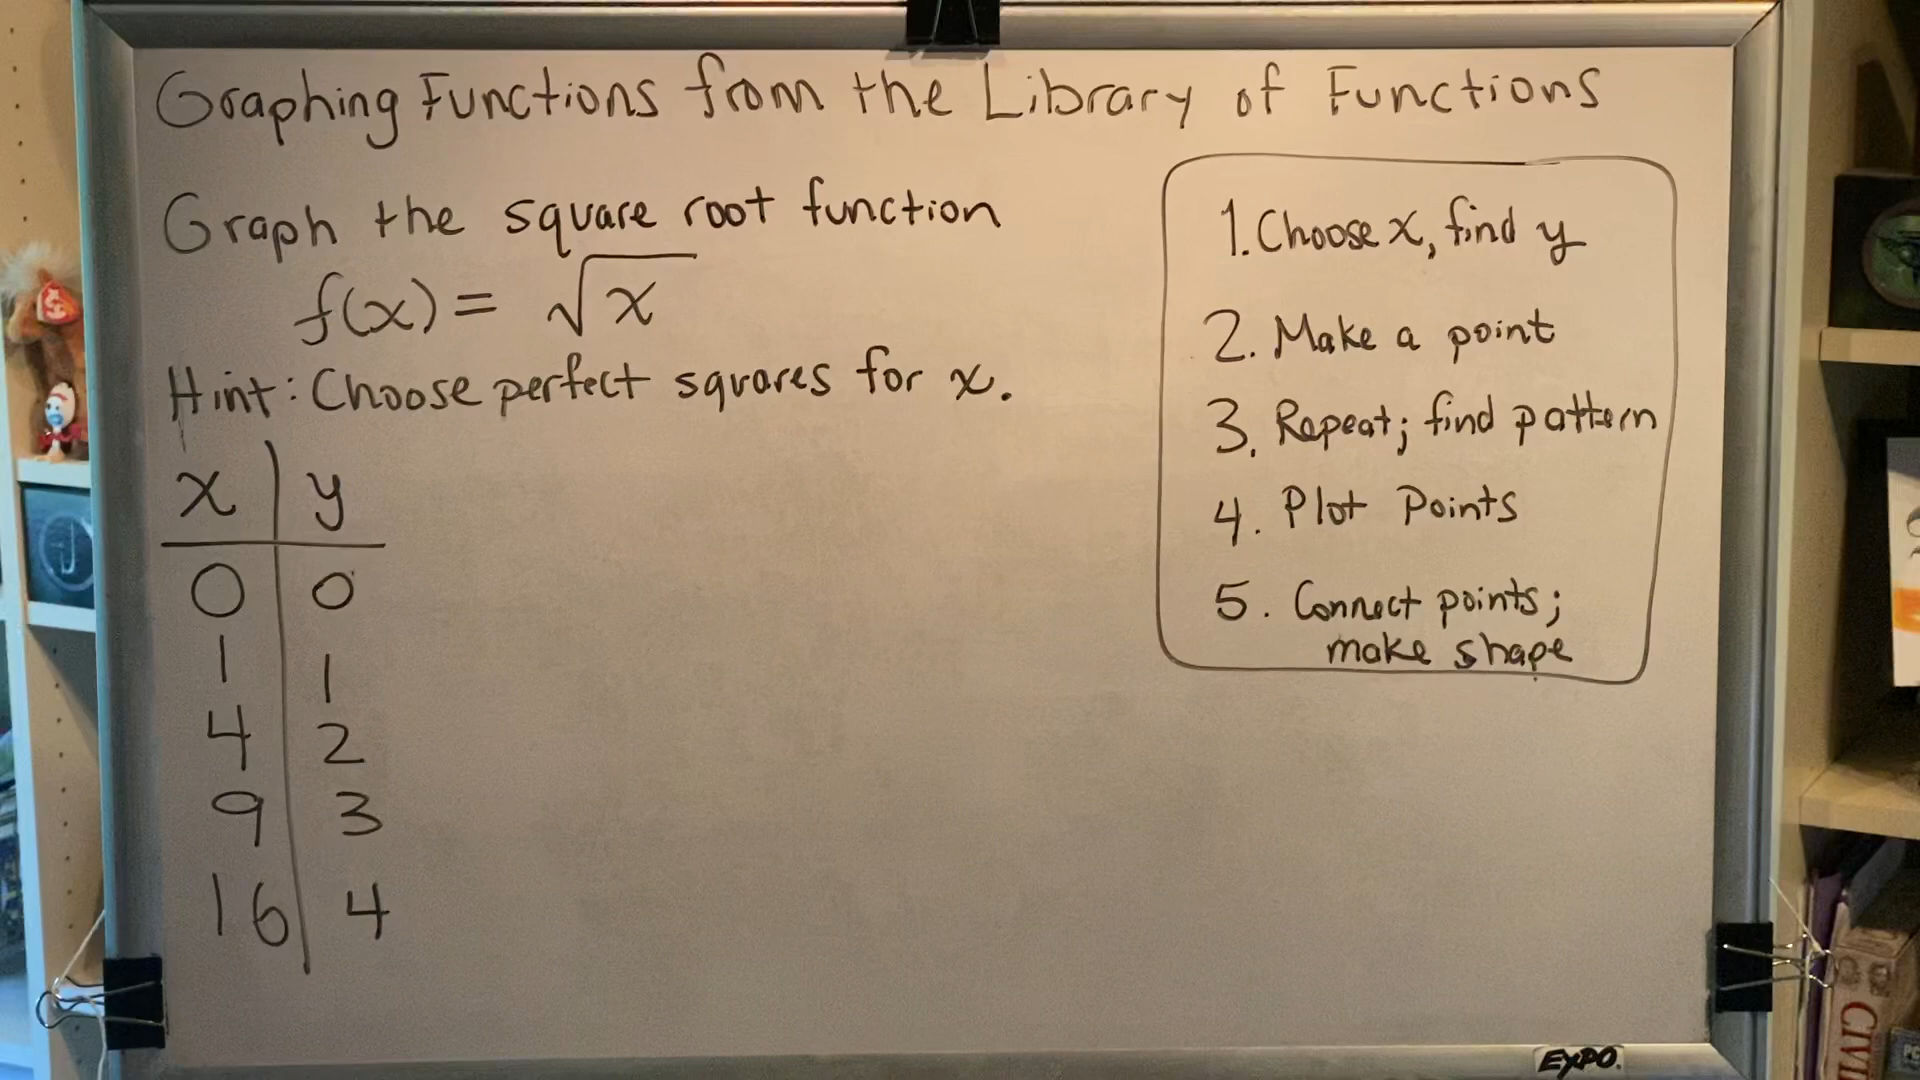 Graphing Functions from the Library of Functions
Graph the square root function
f(x) = √x
Hint: Choose perfect squares for x.
x | y
0 | 0
1 | 1
4 | 2
9 | 3
16 | 4
1. Choose x, find y
2. Make a point
3. Repeat; find pattern
4. Plot Points
5. Connect points;
make shape
EXPO